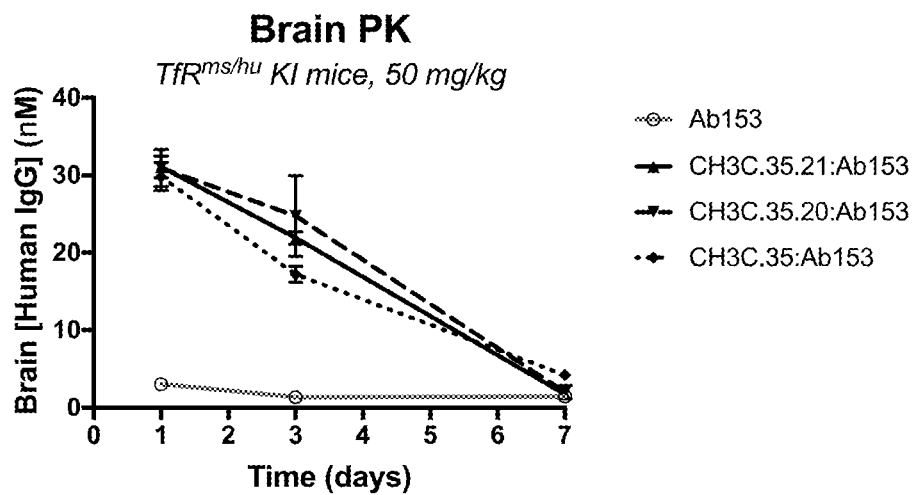 Brain PK
TfR^ms/hu KI mice, 50 mg/kg
Brain [Human IgG] (nM)
40
30
20
10
0
0 1 2 3 4 5 6 7
Time (days)
Ab153
CH3C.35.21:Ab153
CH3C.35.20:Ab153
CH3C.35:Ab153